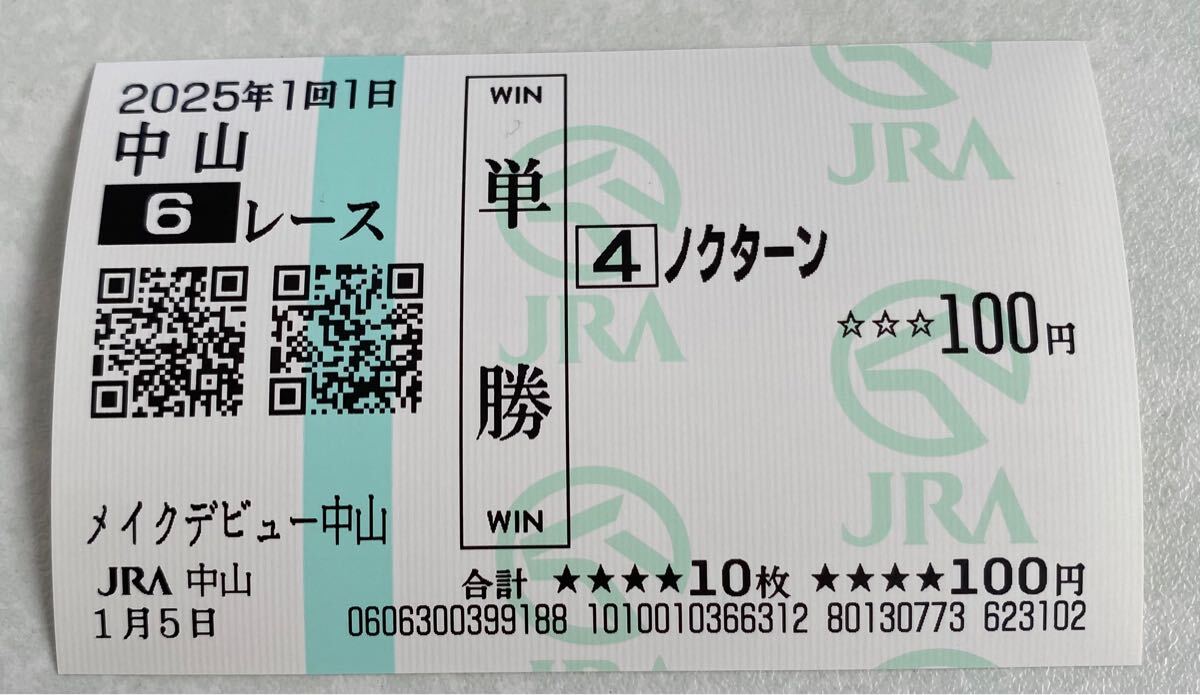 2025年1回1日
中山
6レース
メイクデビュー中山
JRA 中山
1月5日
WIN
単勝
WIN
4 ノクターン
☆☆☆100円
合計 ★★★★10枚 ★★★★100円
0606300399188 1010010366312 80130773 623102
JRA
JRA
JRA
JRA
JRA